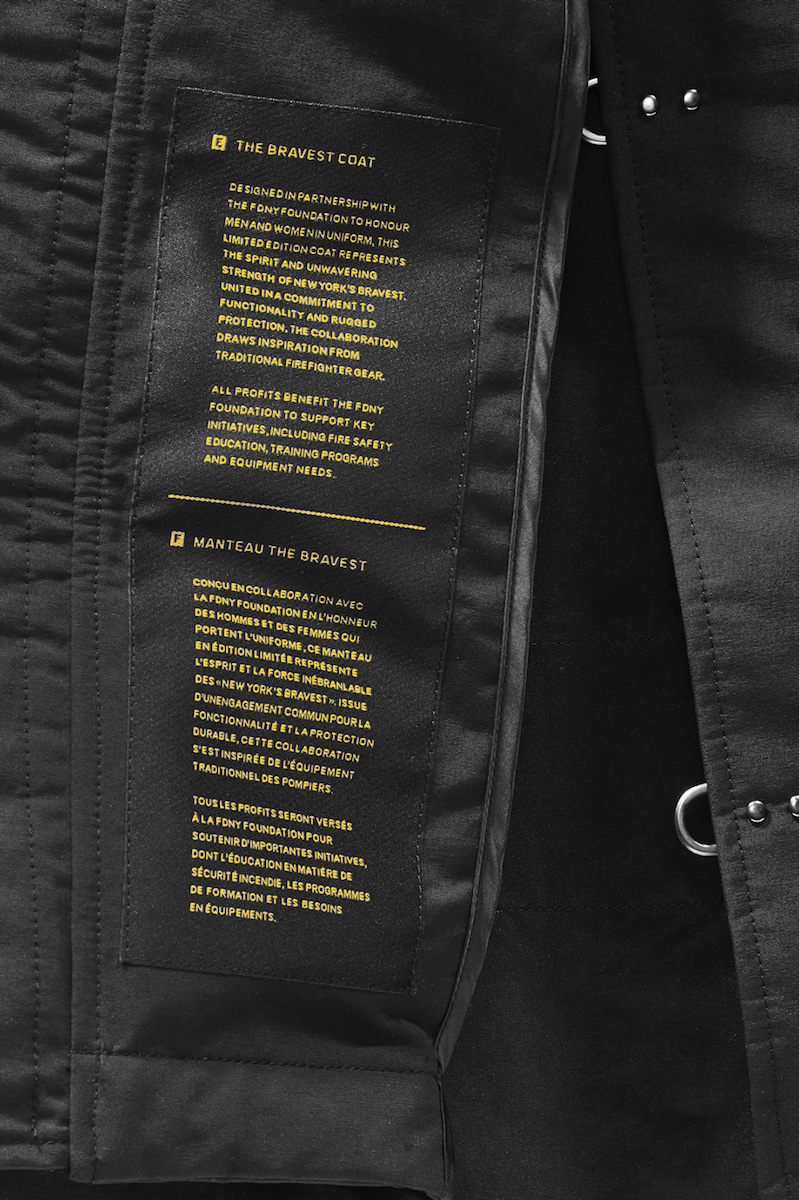 E THE BRAVEST COAT
DESIGNED IN PARTNERSHIP WITH
THE FDNY FOUNDATION TO HONOUR
MEN AND WOMEN IN UNIFORM, THIS
LIMITED EDITION COAT REPRESENTS
THE SPIRIT AND UNWAVERING
STRENGTH OF NEW YORK'S BRAVEST.
UNITED IN A COMMITMENT TO
FUNCTIONALITY AND RUGGED
PROTECTION. THE COLLABORATION
DRAWS INSPIRATION FROM
TRADITIONAL FIREFIGHTER GEAR.
ALL PROFITS BENEFIT THE FDNY
FOUNDATION TO SUPPORT KEY
INITIATIVES, INCLUDING FIRE SAFETY
EDUCATION, TRAINING PROGRAMS
AND EQUIPMENT NEEDS.
F MANTEAU THE BRAVEST
CONÇU EN COLLABORATION AVEC
LA FDNY FOUNDATION EN L'HONNEUR
DES HOMMES ET DES FEMMES QUI
PORTENT L'UNIFORME, CE MANTEAU
EN ÉDITION LIMITÉE REPRÉSENTE
L'ESPRIT ET LA FORCE INÉBRANLABLE
DES «NEW YORK'S BRAVEST». ISSUE
D'UN ENGAGEMENT COMMUN POUR LA
FONCTIONNALITÉ ET LA PROTECTION
DURABLE, CETTE COLLABORATION
S'EST INSPIRÉE DE L'ÉQUIPEMENT
TRADITIONNEL DES POMPIERS.
TOUS LES PROFITS SERONT VERSÉS
À LA FDNY FOUNDATION POUR
SOUTENIR D'IMPORTANTES INITIATIVES,
DONT L'ÉDUCATION EN MATIÈRE DE
SÉCURITÉ INCENDIE, LES PROGRAMMES
DE FORMATION ET LES BESOINS
EN ÉQUIPEMENTS.